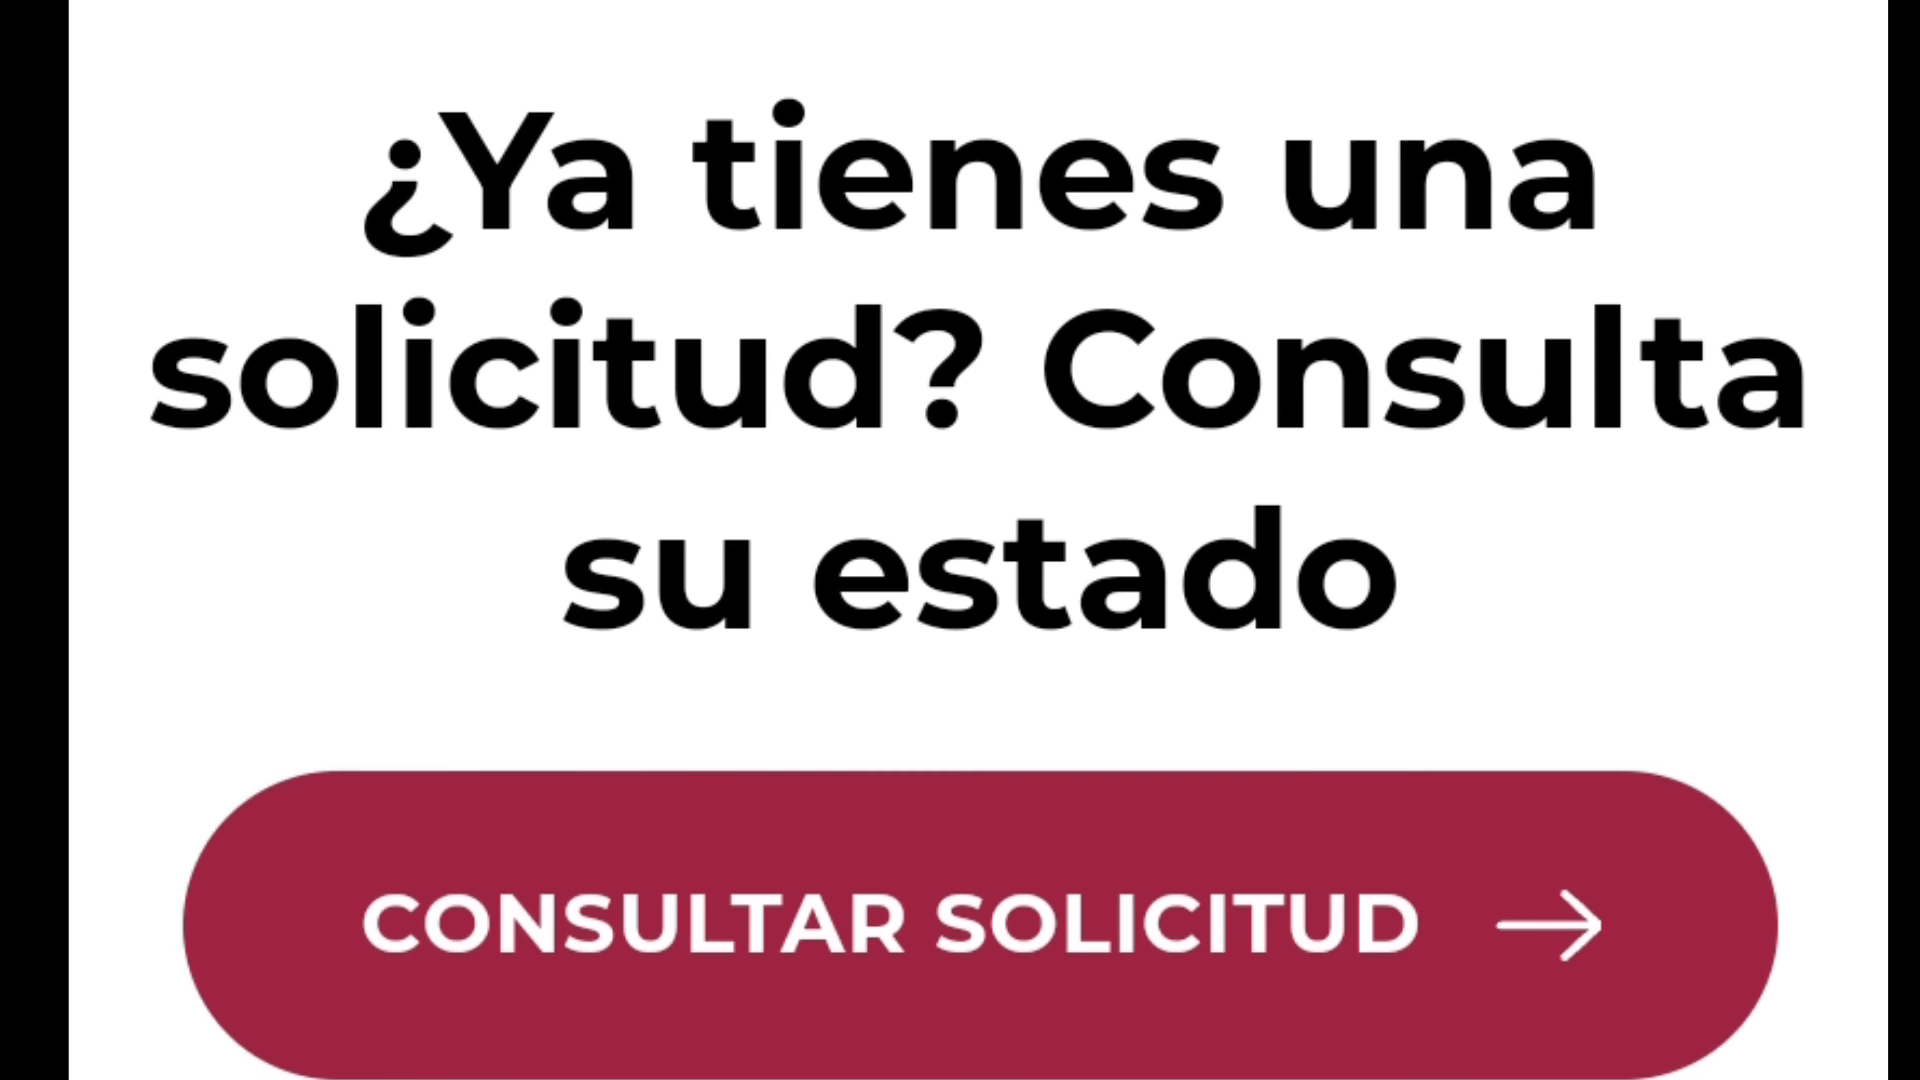 ¿Ya tienes una
solicitud? Consulta
su estado
CONSULTAR SOLICITUD